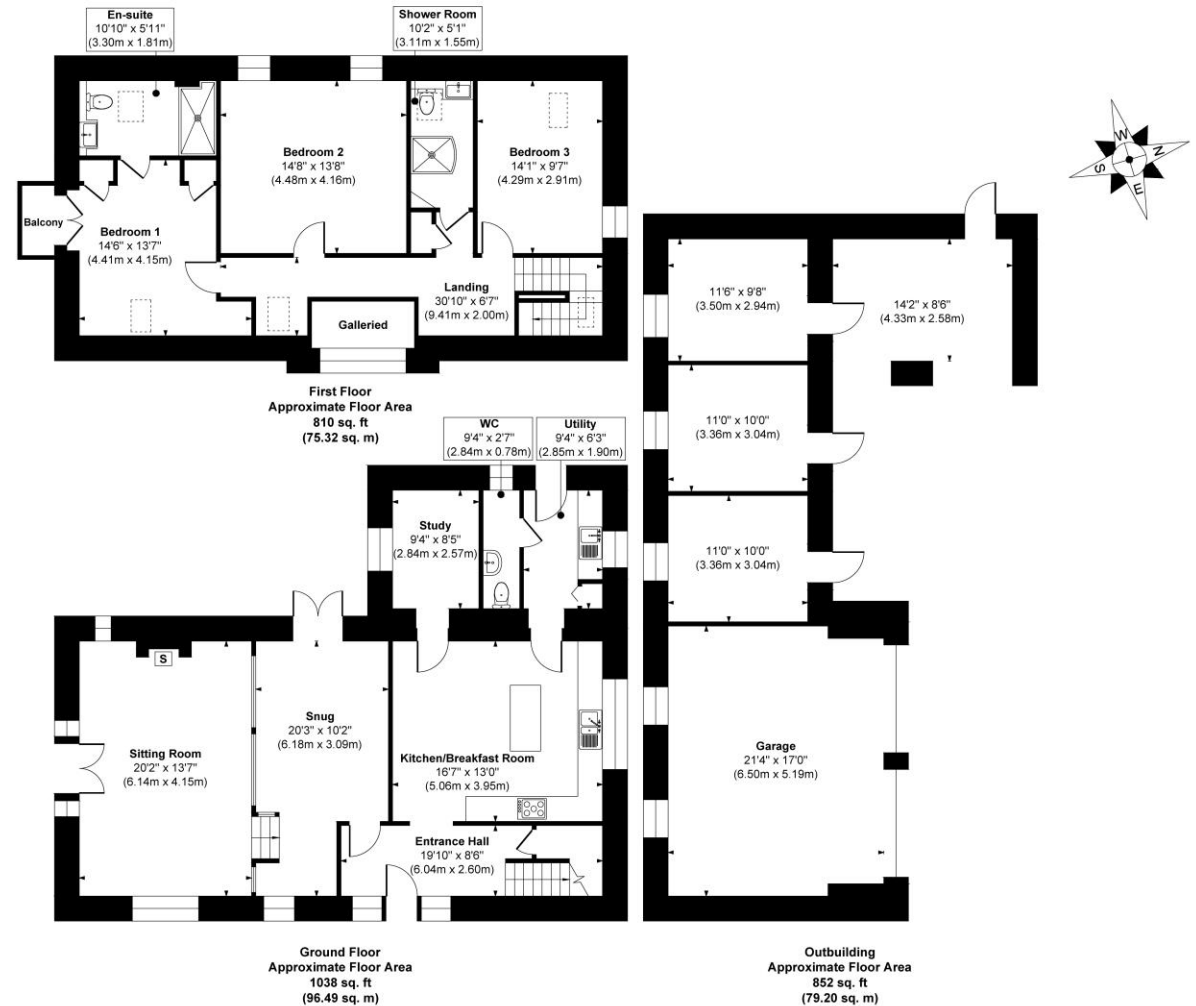 En-suite
10'10" x 5'11"
(3.30m x 1.81m)
Shower Room
10'2" x 5'1"
(3.11m x 1.55m)
Bedroom 2
14'8" x 13'8"
(4.48m x 4.16m)
Bedroom 3
14'1" x 9'7"
(4.29m x 2.91m)
Balcony
Bedroom 1
14'6" x 13'7"
(4.41m x 4.15m)
Landing
30'10" x 6'7"
(9.41m x 2.00m)
Galleried
First Floor
Approximate Floor Area
810 sq. ft
(75.32 sq. m)
W
N
S
E
11'6" x 9'8"
(3.50m x 2.94m)
14'2" x 8'6"
(4.33m x 2.58m)
11'0" x 10'0"
(3.36m x 3.04m)
11'0" x 10'0"
(3.36m x 3.04m)
Garage
21'4" x 17'0"
(6.50m x 5.19m)
WC
9'4" x 2'7"
(2.84m x 0.78m)
Utility
9'4" x 6'3"
(2.85m x 1.90m)
Study
9'4" x 8'5"
(2.84m x 2.57m)
S
Snug
20'3" x 10'2"
(6.18m x 3.09m)
Sitting Room
20'2" x 13'7"
(6.14m x 4.15m)
Kitchen/Breakfast Room
16'7" x 13'0"
(5.06m x 3.95m)
Entrance Hall
19'10" x 8'6"
(6.04m x 2.60m)
Ground Floor
Approximate Floor Area
1038 sq. ft
(96.49 sq. m)
Outbuilding
Approximate Floor Area
852 sq. ft
(79.20 sq. m)